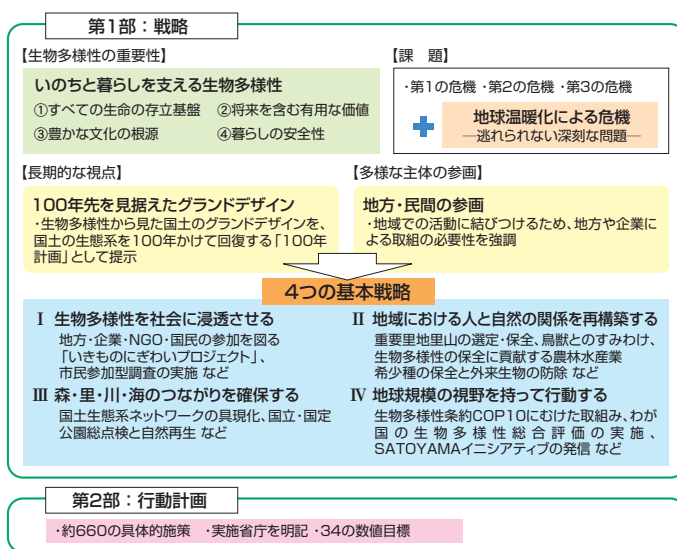 第1部：戦略
【生物多様性の重要性】
いのちと暮らしを支える生物多様性
①すべての生命の存立基盤 ②将来を含む有用な価値
③豊かな文化の根源 ④暮らしの安全性
【課　題】
・第1の危機 ・第2の危機 ・第3の危機
地球温暖化による危機
―逃れられない深刻な問題―
【長期的な視点】
100年先を見据えたグランドデザイン
・生物多様性から見た国土のグランドデザインを、
国土の生態系を100年かけて回復する「100年
計画」として提示
【多様な主体の参画】
地方・民間の参画
・地域での活動に結びつけるため、地方や企業に
よる取組の必要性を強調
4つの基本戦略
Ⅰ 生物多様性を社会に浸透させる
地方・企業・NGO・国民の参加を図る
「いきものにぎわいプロジェクト」、
市民参加型調査の実施 など
Ⅱ 地域における人と自然の関係を再構築する
重要里地里山の選定・保全、鳥獣とのすみわけ、
生物多様性の保全に貢献する農林水産業
希少種の保全と外来生物の防除 など
Ⅲ 森・里・川・海のつながりを確保する
国土生態系ネットワークの具現化、国立・国定
公園総点検と自然再生 など
Ⅳ 地球規模の視野を持って行動する
生物多様性条約COP10にむけた取組み、わが
国の生物多様性総合評価の実施、
SATOYAMAイニシアティブの発信 など
第2部：行動計画
・約660の具体的施策 ・実施省庁を明記 ・34の数値目標